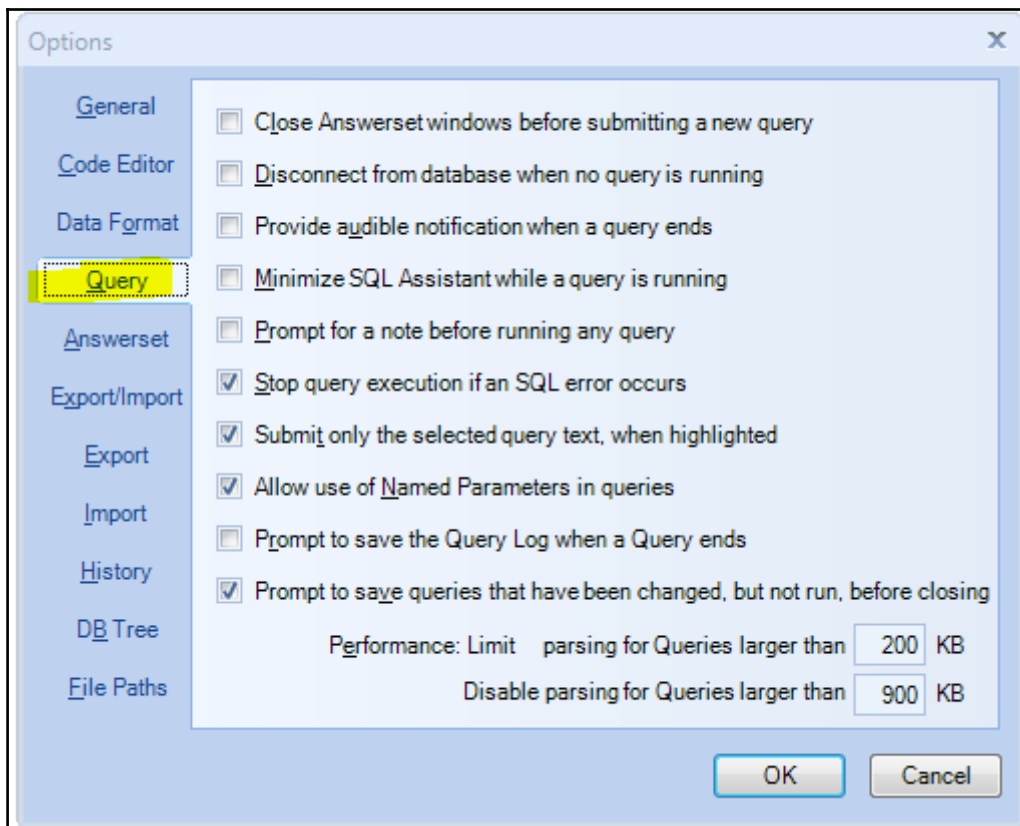 Options
General
Code Editor
Data Format
Query
Answerset
Export/Import
Export
Import
History
DB Tree
File Paths
Close Answerset windows before submitting a new query
Disconnect from database when no query is running
Provide audible notification when a query ends
Minimize SQL Assistant while a query is running
Prompt for a note before running any query
Stop query execution if an SQL error occurs
Submit only the selected query text, when highlighted
Allow use of Named Parameters in queries
Prompt to save the Query Log when a Query ends
Prompt to save queries that have been changed, but not run, before closing
Performance: Limit parsing for Queries larger than 200 KB
Disable parsing for Queries larger than 900 KB
OK Cancel